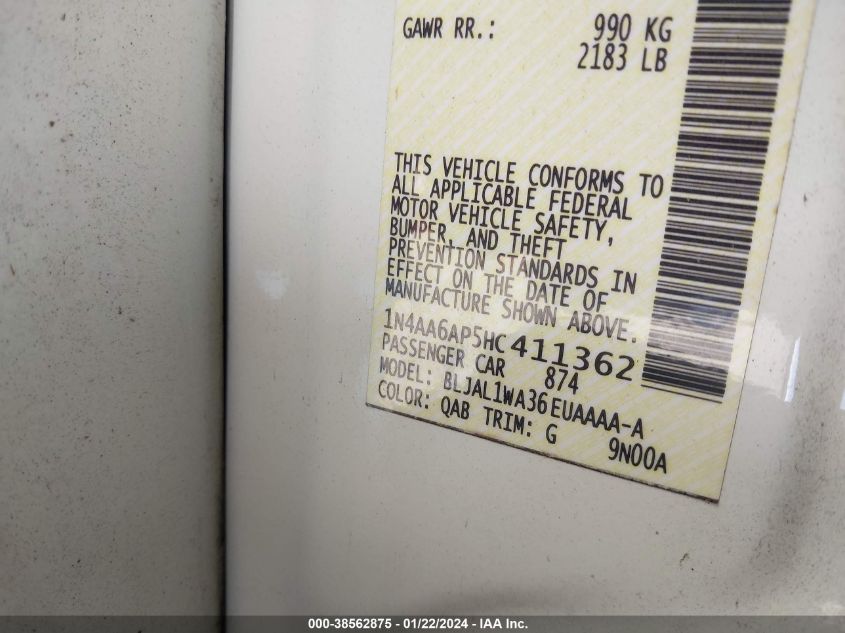 GAWR RR.: 990 KG
2183 LB
THIS VEHICLE CONFORMS TO
ALL APPLICABLE FEDERAL
MOTOR VEHICLE SAFETY,
BUMPER, AND THEFT
PREVENTION STANDARDS IN
EFFECT ON THE DATE OF
MANUFACTURE SHOWN ABOVE.
1N4AA6AP5HC411362
PASSENGER CAR 874
MODEL: BLJAL1WA36EUAAAA-A
COLOR: QAB TRIM: G 9N00A
000-38562875 - 01/22/2024 - IAA Inc.